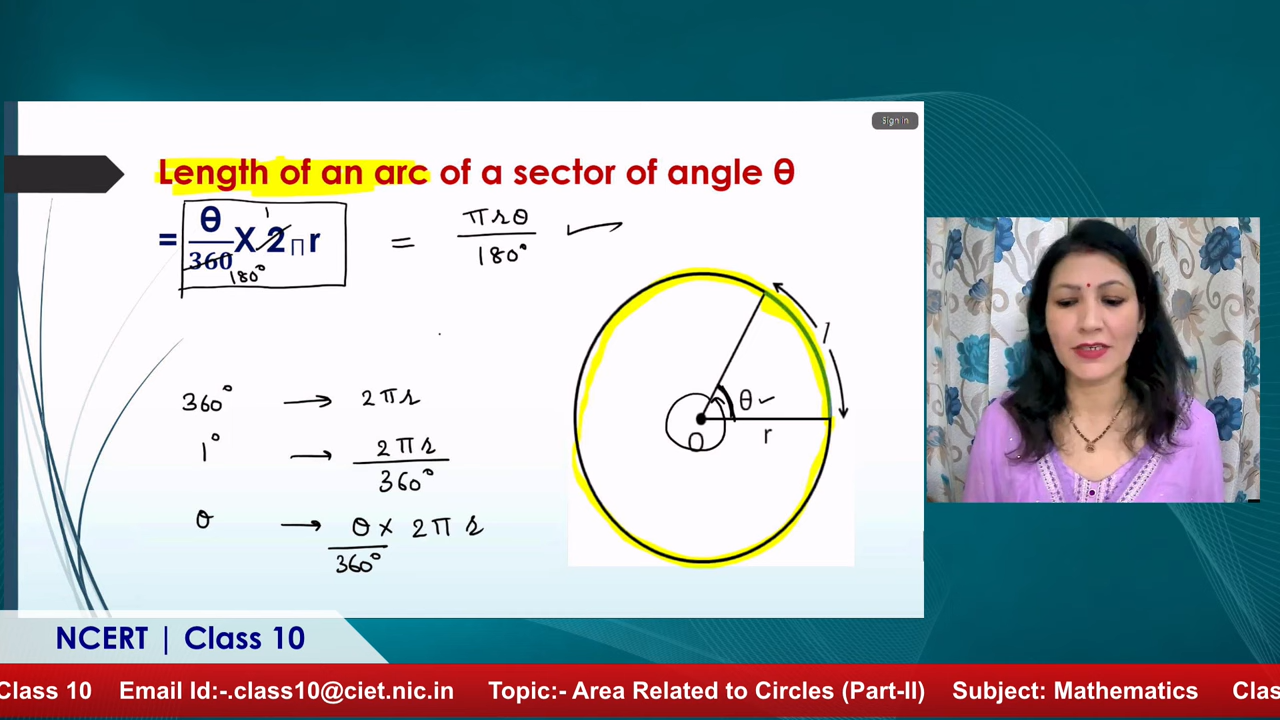 Sign in
Length of an arc of a sector of angle θ
= θ/360 X 2πr = πrθ/180°
1
180°
l
θ
O
r
360° → 2πr
1° → 2πr/360°
θ → θ/360° × 2πr
NCERT | Class 10
Class 10 Email Id:-.class10@ciet.nic.in Topic:- Area Related to Circles (Part-II) Subject: Mathematics Clas